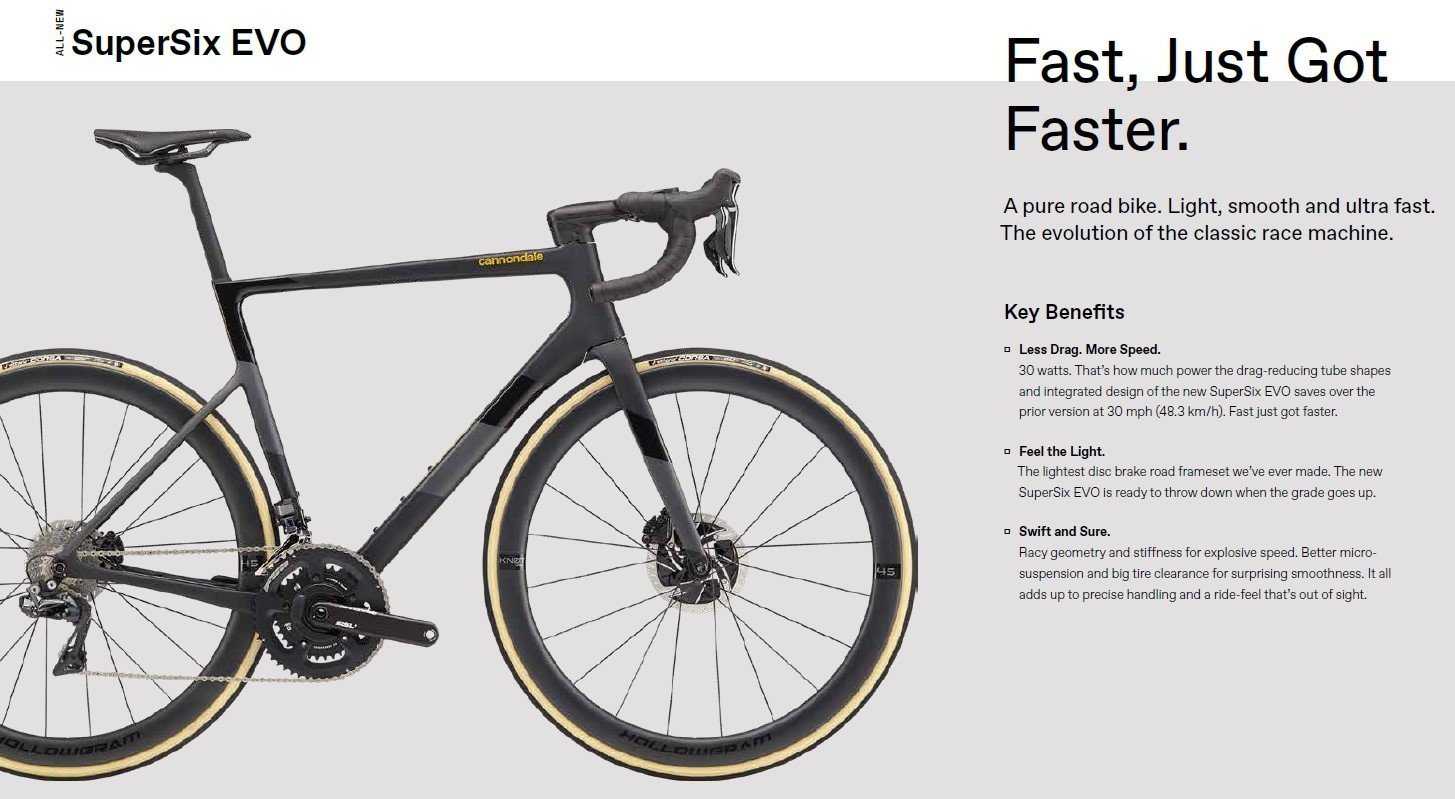 ALL-NEW
SuperSix EVO
Fast, Just Got
Faster.
A pure road bike. Light, smooth and ultra fast.
The evolution of the classic race machine.
Key Benefits
Less Drag. More Speed.
30 watts. That’s how much power the drag-reducing tube shapes
and integrated design of the new SuperSix EVO saves over the
prior version at 30 mph (48.3 km/h). Fast just got faster.
Feel the Light.
The lightest disc brake road frameset we’ve ever made. The new
SuperSix EVO is ready to throw down when the grade goes up.
Swift and Sure.
Racy geometry and stiffness for explosive speed. Better micro-
suspension and big tire clearance for surprising smoothness. It all
adds up to precise handling and a ride-feel that’s out of sight.
cannondale
45
KNØT
45
SISL²
HOLLOWGRAM
HOLLOWGRAM